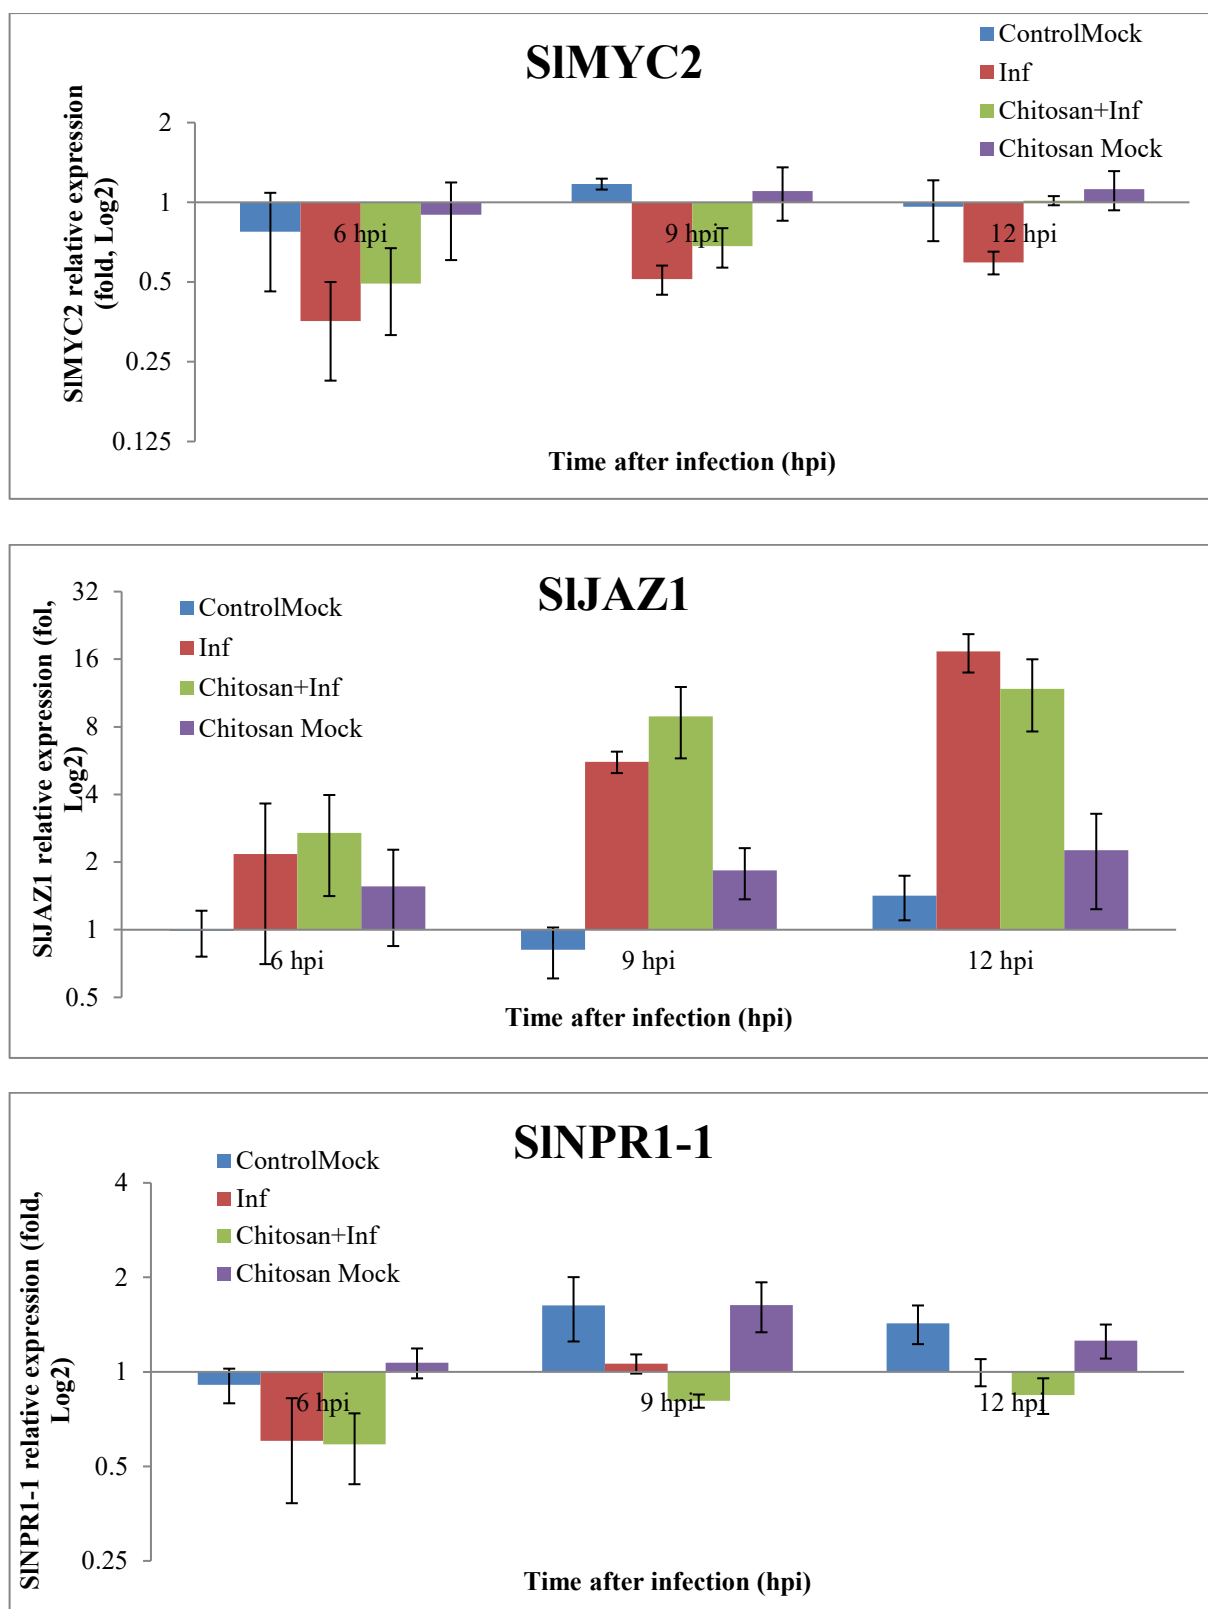 SlMYC2
ControlMock
Inf
Chitosan+Inf
Chitosan Mock
SlMYC2 relative expression
(fold, Log2)
2
1
0.5
0.25
0.125
6 hpi
9 hpi
12 hpi
Time after infection (hpi)
SlJAZ1
ControlMock
Inf
Chitosan+Inf
Chitosan Mock
SlJAZ1 relative expression (fol,
Log2)
32
16
8
4
2
1
0.5
6 hpi
9 hpi
12 hpi
Time after infection (hpi)
SlNPR1-1
ControlMock
Inf
Chitosan+Inf
Chitosan Mock
SlNPR1-1 relative expression (fold,
Log2)
4
2
1
0.5
0.25
6 hpi
9 hpi
12 hpi
Time after infection (hpi)